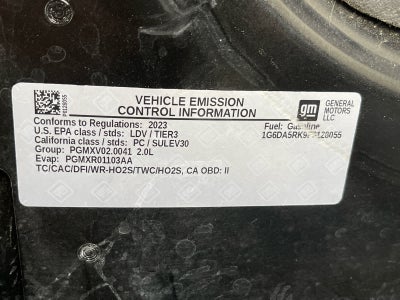 P0128055
VEHICLE EMISSION
CONTROL INFORMATION
gm
GENERAL
MOTORS LLC
Conforms to Regulations: 2023
Fuel: Gasoline
U.S. EPA class / stds: LDV / TIER3
California class / stds: PC / SULEV30
Group: PGMXV02.0041 2.0L
Evap: PGMXR01103AA
TC/CAC/DFI/WR-HO2S/TWC/HO2S, CA OBD: II